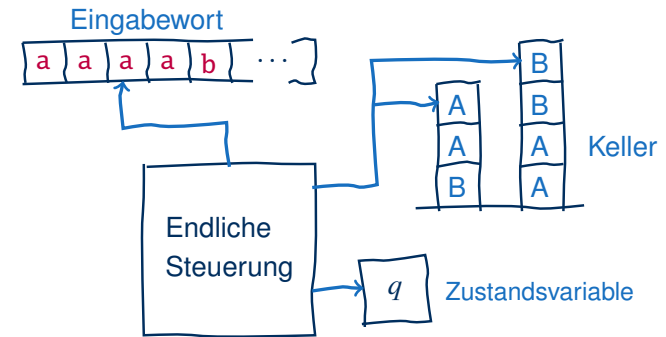 Eingabewort
a a a a b ···
B
A B
A A Keller
B A
Endliche
Steuerung
q Zustandsvariable